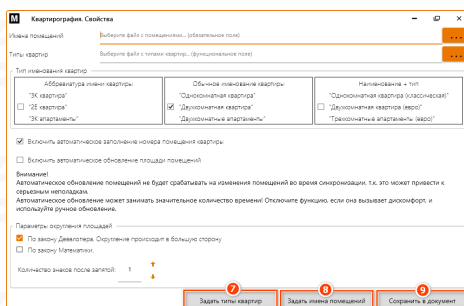 M Квартирография. Свойства
Имена помещений Выберите файл с помещениями... (обязательное поле) ...
Типы квартир Выберите файл с типами квартир...(функциональное поле) ...
Тип именования квартир
Аббревиатура имени квартиры
"3К квартира"
"2Е квартира"
"3К апартаменты"
Обычное именование квартиры
"Однокомнатная квартира"
"Двухкомнатная квартира"
"Двухкомнатные апартаменты"
Наименование + тип
"Однокомнатная квартира (классическая)"
"Двухкомнатная квартира (евро)"
"Трехкомнатные апартаменты (евро)"
Включить автоматическое заполнение номера помещения квартиры
Включить автоматическое обновление площади помещений
Внимание!
Автоматическое обновление помещений не будет срабатывать на изменения помещений во время синхронизации, т.к. это может привести к
серьезным неполадкам.
Автоматическое обновление может занимать значительное количество времени! Отключите функцию, если она вызывает дискомфорт, и
используйте ручное обновление.
Параметры округления площадей
По закону Девелопера. Округление происходит в большую сторону
По закону Математики.
Количество знаков после запятой: 1
7 8 9
Задать типы квартир Задать имена помещений Сохранить в документ